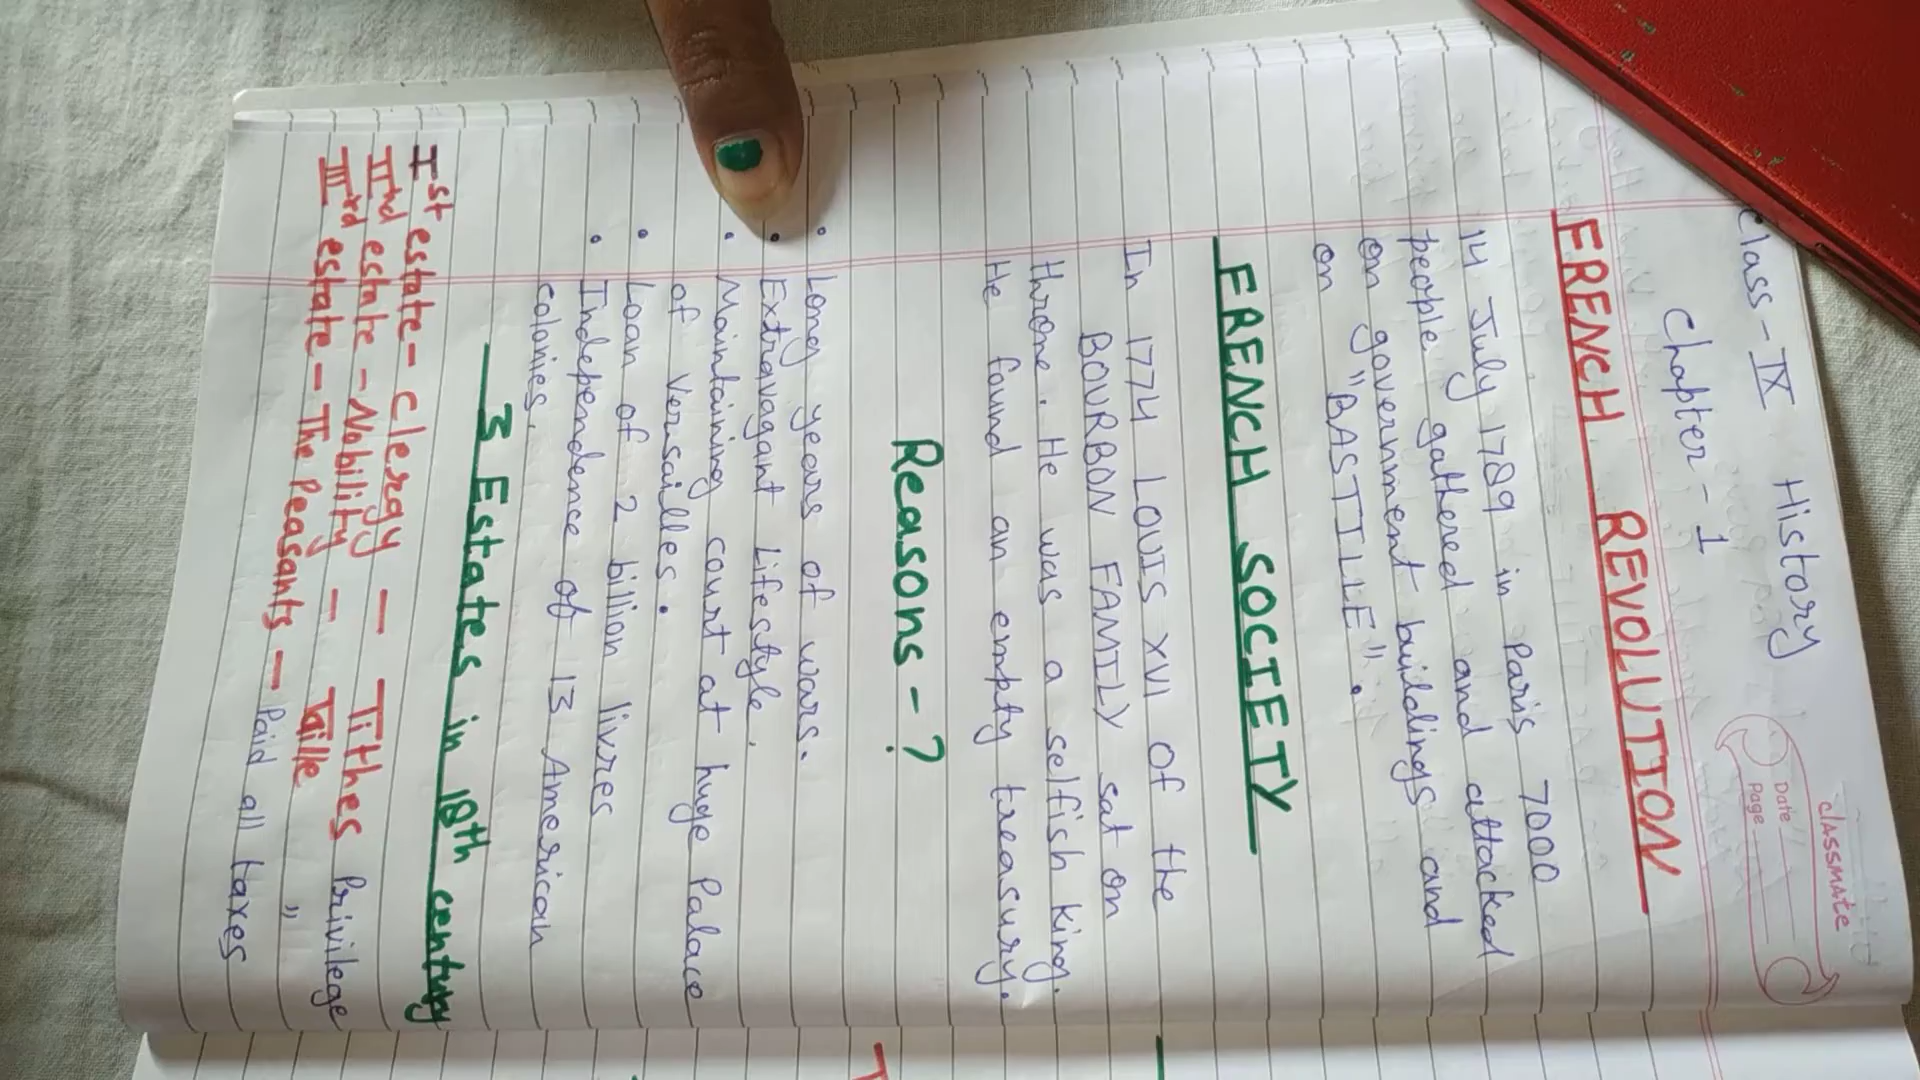 classmate
Date
Page
Class-IX History
Chapter-1
FRENCH REVOLUTION
14 July 1789 in Paris 7000
people gathered and attacked
on government buildings and
on "BASTILLE".
FRENCH SOCIETY
In 1774 LOUIS XVI of the
BOURBON FAMILY sat on
throne. He was a selfish king.
He found an empty treasury.
Reasons-?
• Long years of wars.
• Extravagant Lifestyle.
• Maintaining court at huge Palace
of Versailles.
• Loan of 2 billion livres
• Independence of 13 American
colonies.
3 Estates in 18th century
Ist estate - Clergy — Tithes Privilege
IInd estate - Nobility — Taille "
IIIrd estate - The Peasants — Paid all taxes